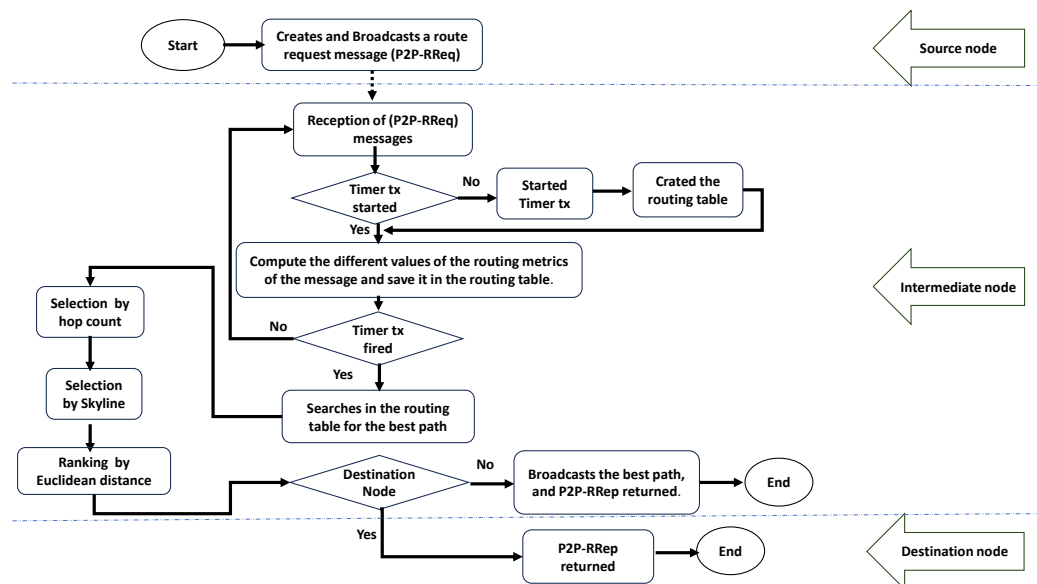 Start
Creates and Broadcasts a route
request message (P2P-RReq)
Source node
Reception of (P2P-RReq)
messages
Timer tx
started
No
Started
Timer tx
Crated the
routing table
Yes
Compute the different values of the routing metrics
of the message and save it in the routing table.
Intermediate node
Selection by
hop count
No
Timer tx
fired
Yes
Selection
by Skyline
Searches in the routing
table for the best path
Ranking by
Euclidean distance
Destination
Node
No
Broadcasts the best path,
and P2P-RRep returned.
End
Yes
P2P-RRep
returned
End
Destination node